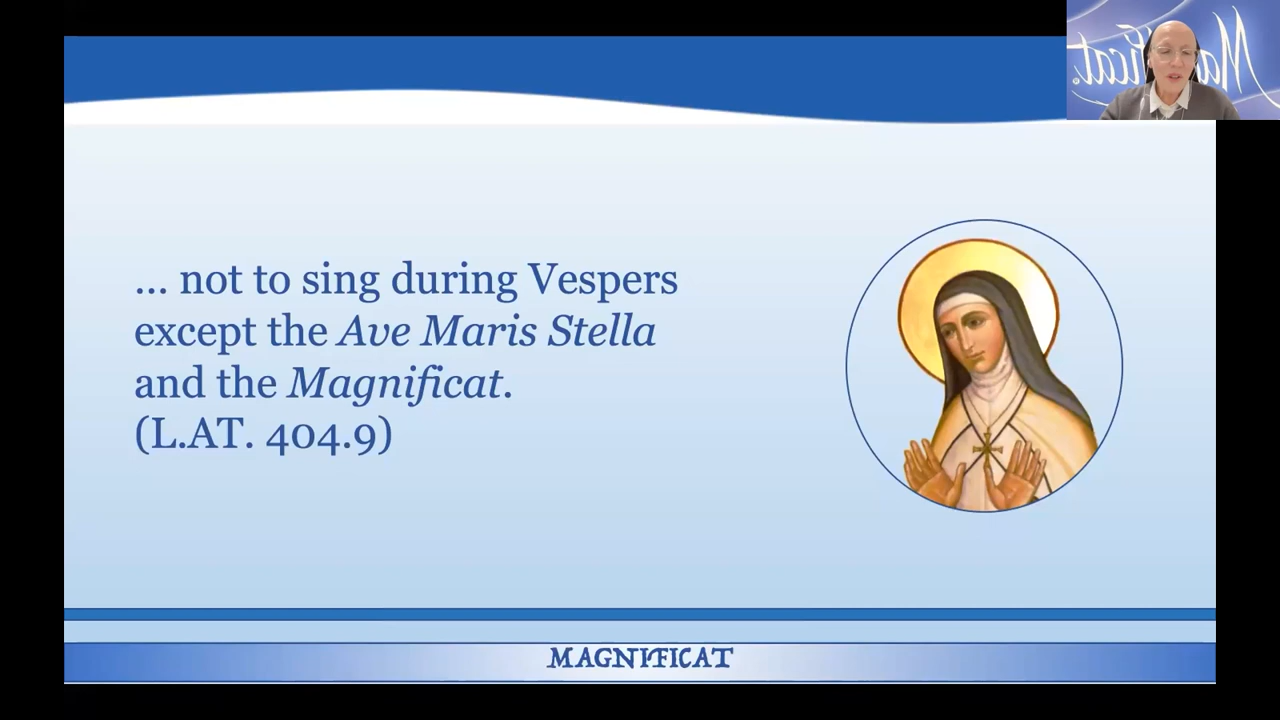 ... not to sing during Vespers
except the Ave Maris Stella
and the Magnificat.
(L.AT. 404.9)
MAGNIFICAT